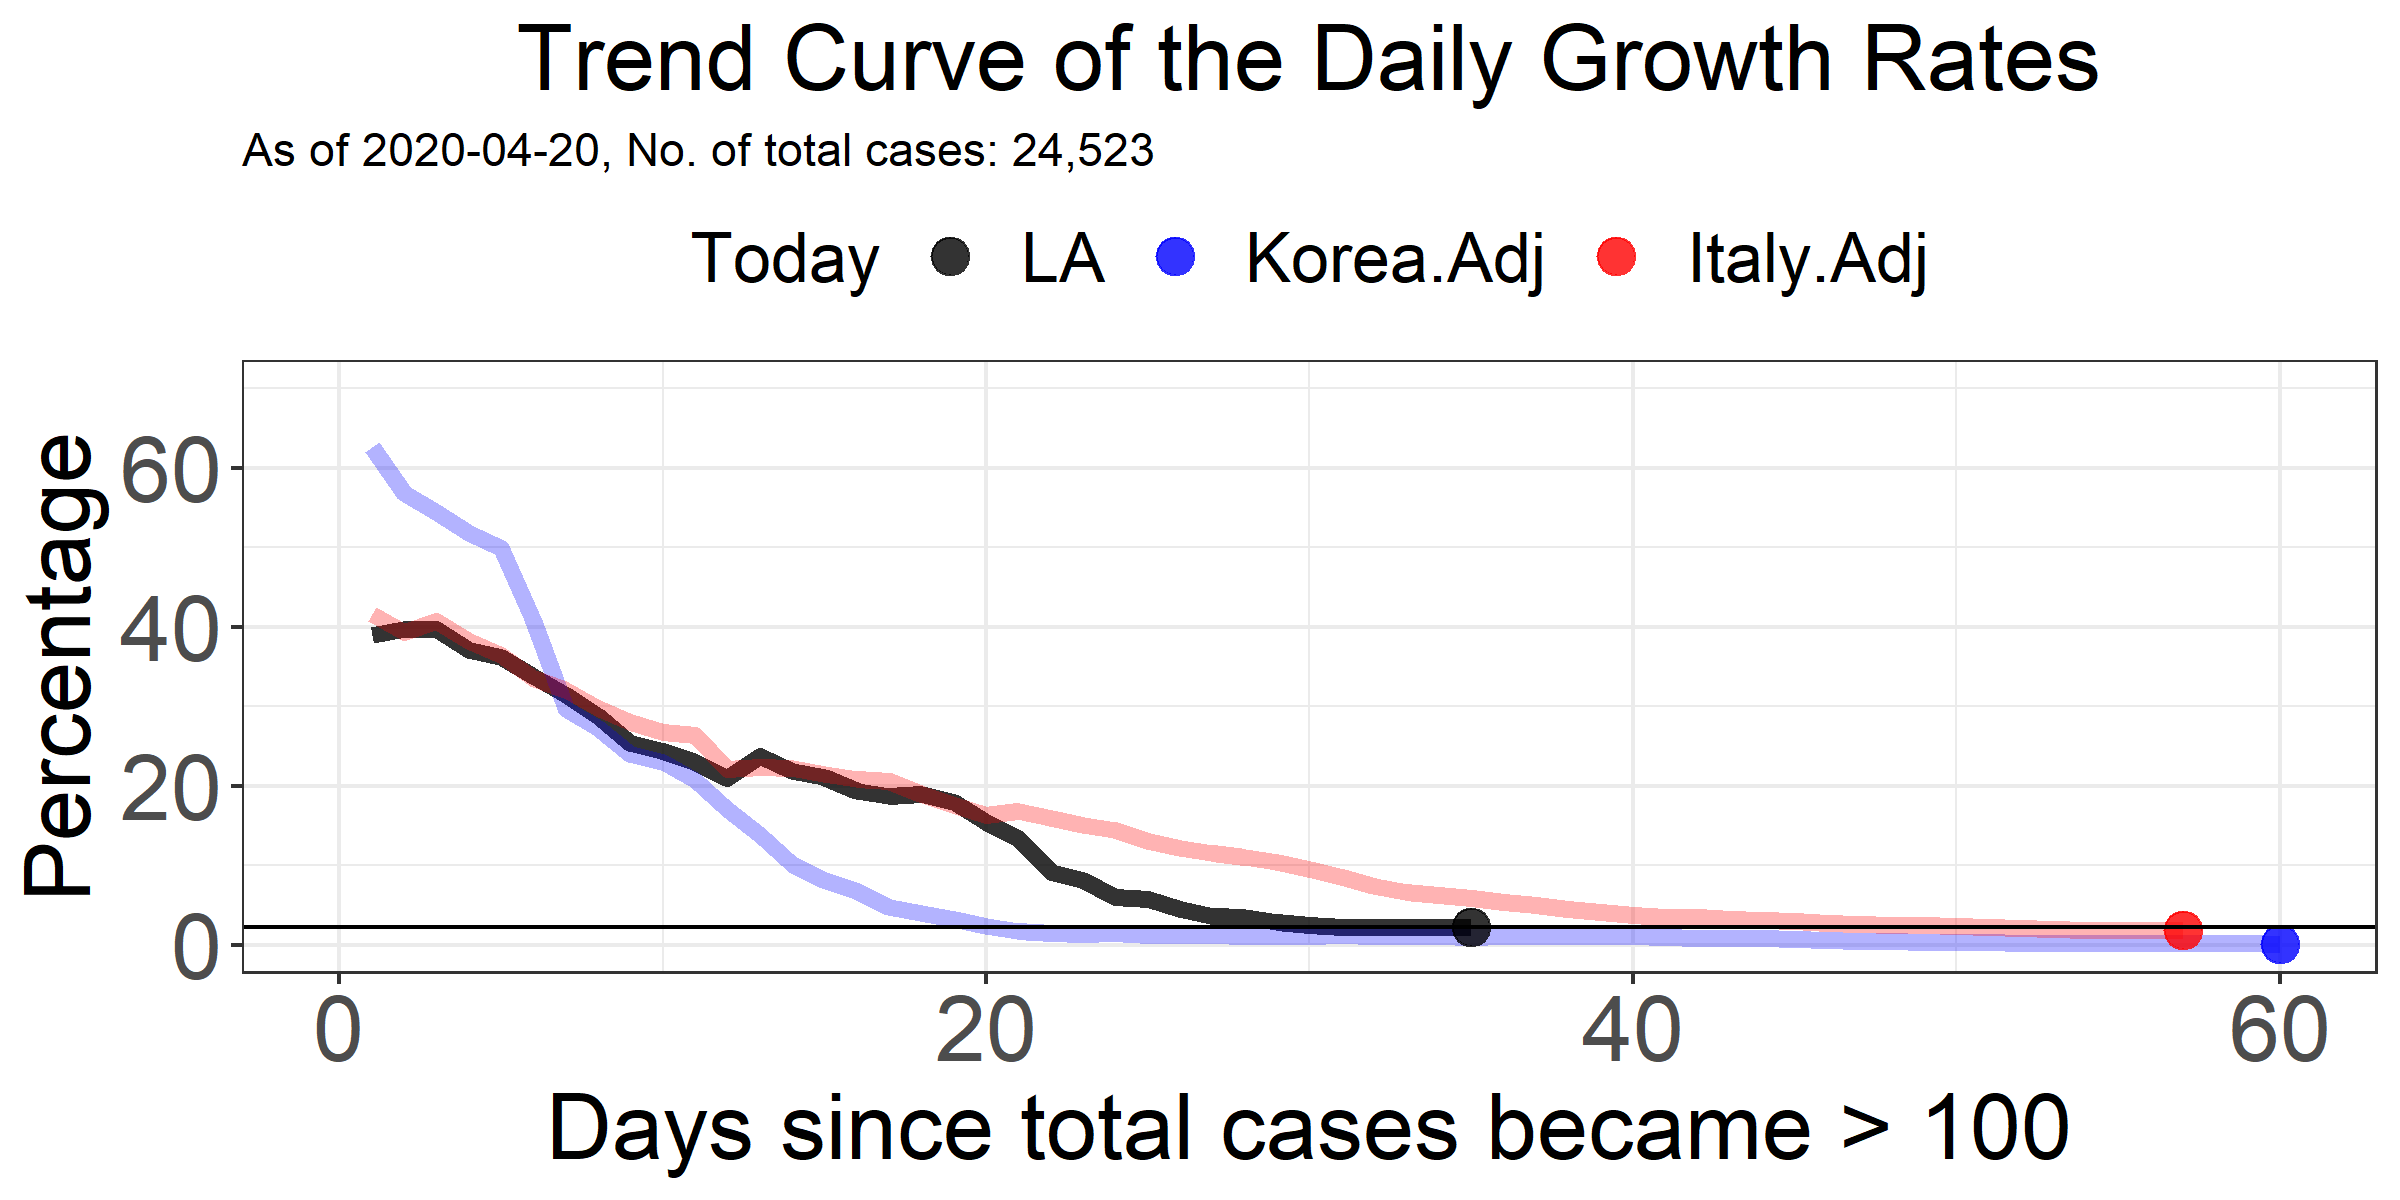 Trend Curve of the Daily Growth Rates
As of 2020-04-20, No. of total cases: 24,523
Today LA Korea.Adj Italy.Adj
Percentage
60
40
20
0
0 20 40 60
Days since total cases became > 100